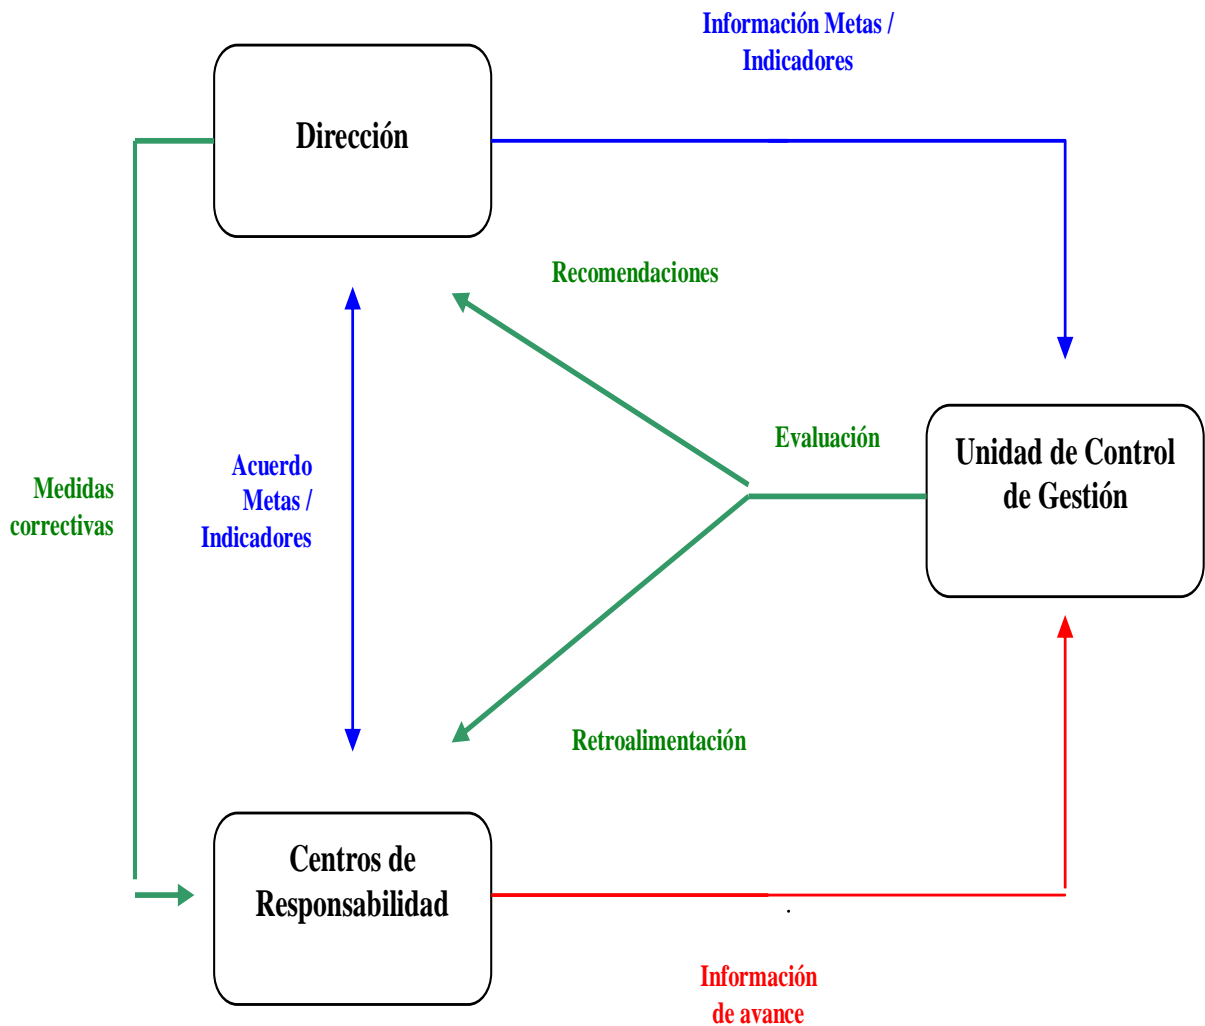 Información Metas /
Indicadores
Dirección
Recomendaciones
Evaluación
Unidad de Control
de Gestión
Acuerdo
Metas /
Indicadores
Medidas
correctivas
Retroalimentación
Centros de
Responsabilidad
Información
de avance